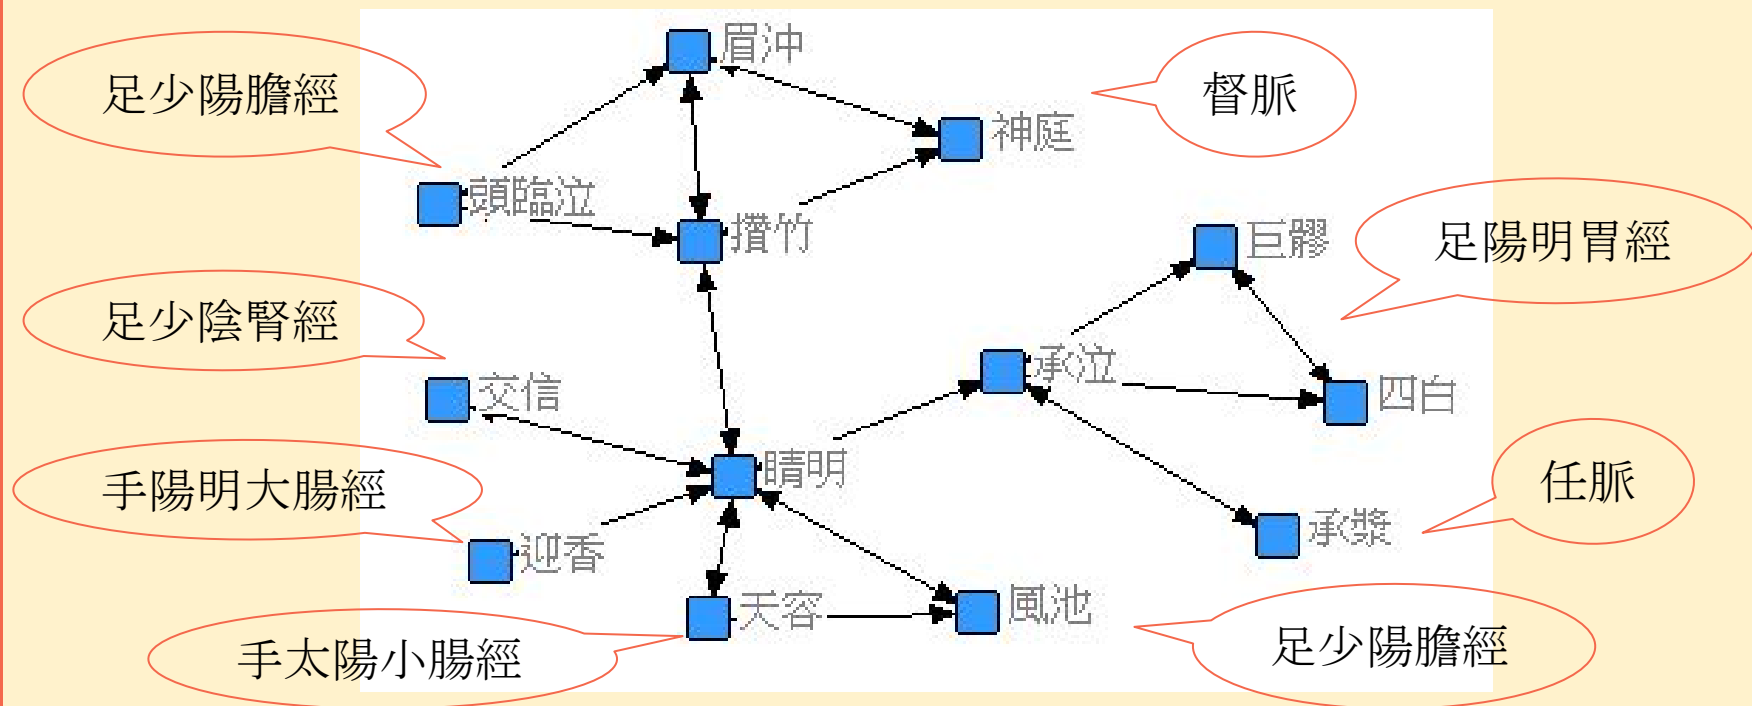 眉沖
足少陽膽經
督脈
神庭
頭臨泣
攢竹
巨髎
足陽明胃經
足少陰腎經
承泣
交信
四白
睛明
手陽明大腸經
任脈
承漿
迎香
天容
風池
手太陽小腸經
足少陽膽經